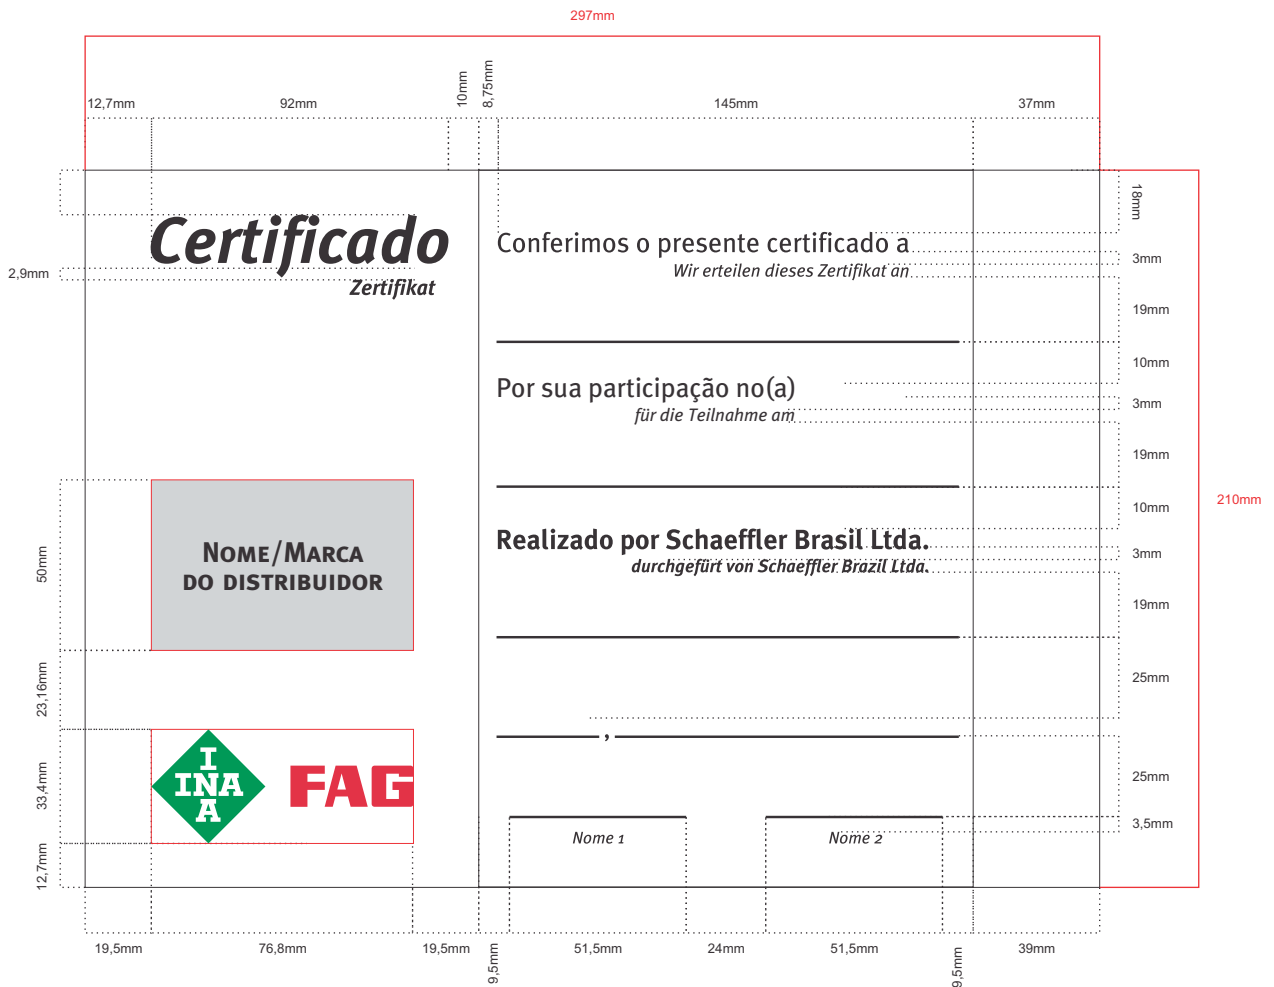 297mm
12,7mm
92mm
10mm
8,75mm
145mm
37mm
18mm
Certificado
Zertifikat
2,9mm
Conferimos o presente certificado a
Wir erteilen dieses Zertifikat an
3mm
19mm
10mm
Por sua participação no(a)
für die Teilnahme am
3mm
19mm
210mm
10mm
Nome/Marca
do distribuidor
50mm
Realizado por Schaeffler Brasil Ltda.
durchgefürt von Schaeffler Brazil Ltda.
3mm
19mm
23,16mm
25mm
,
33,4mm
INA
INA
FAG
25mm
3,5mm
Nome 1
Nome 2
12,7mm
19,5mm
76,8mm
19,5mm
9,5mm
51,5mm
24mm
51,5mm
9,5mm
39mm